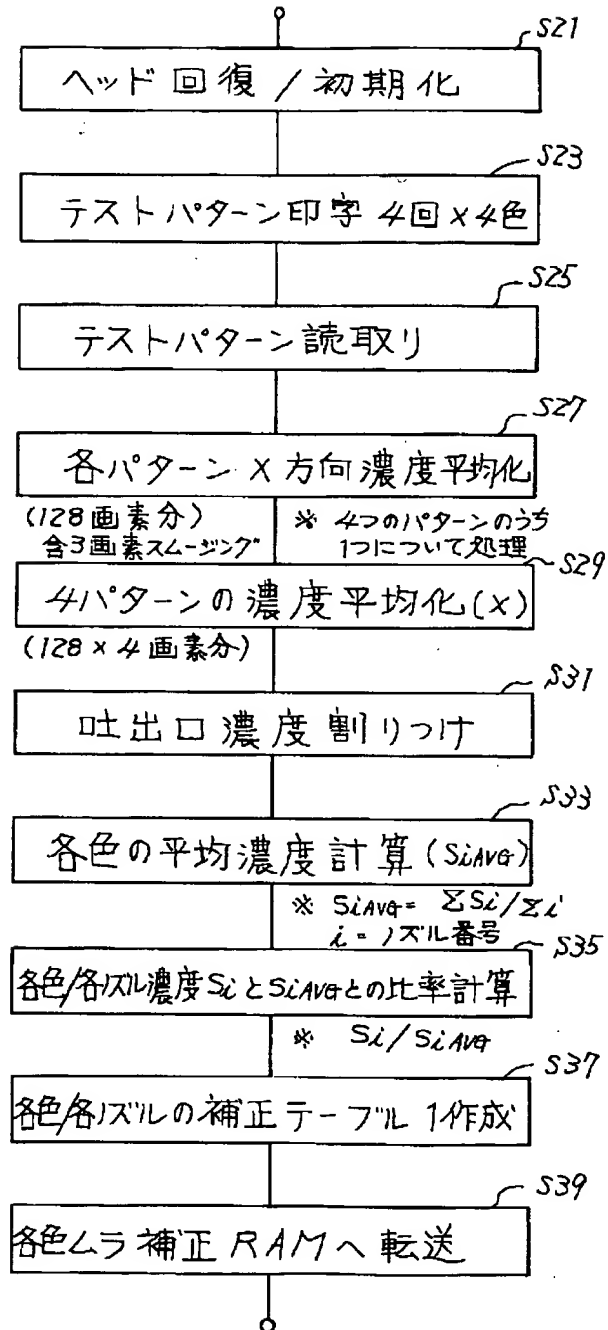 S21
ヘッド回復/初期化
S23
テストパターン印字 4回×4色
S25
テストパターン読取り
S27
各パターン X方向濃度平均化
(128画素分) ※ 4つのパターンのうち
含3画素スムージング 1つについて処理
S29
4パターンの濃度平均化(X)
(128×4画素分)
S31
吐出口濃度割りつけ
S33
各色の平均濃度計算(SiAVG)
※ SiAVG= ΣSi/Σi
i=ノズル番号
S35
各色/各ノズル濃度SiとSiAVGとの比率計算
※ Si/SiAVG
S37
各色/各ノズルの補正テーブル1作成
S39
各色ムラ補正RAMへ転送